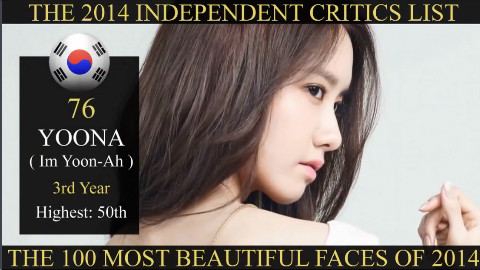 THE 2014 INDEPENDENT CRITICS LIST
76
YOONA
( Im Yoon-Ah )
3rd Year
Highest: 50th
THE 100 MOST BEAUTIFUL FACES OF 2014